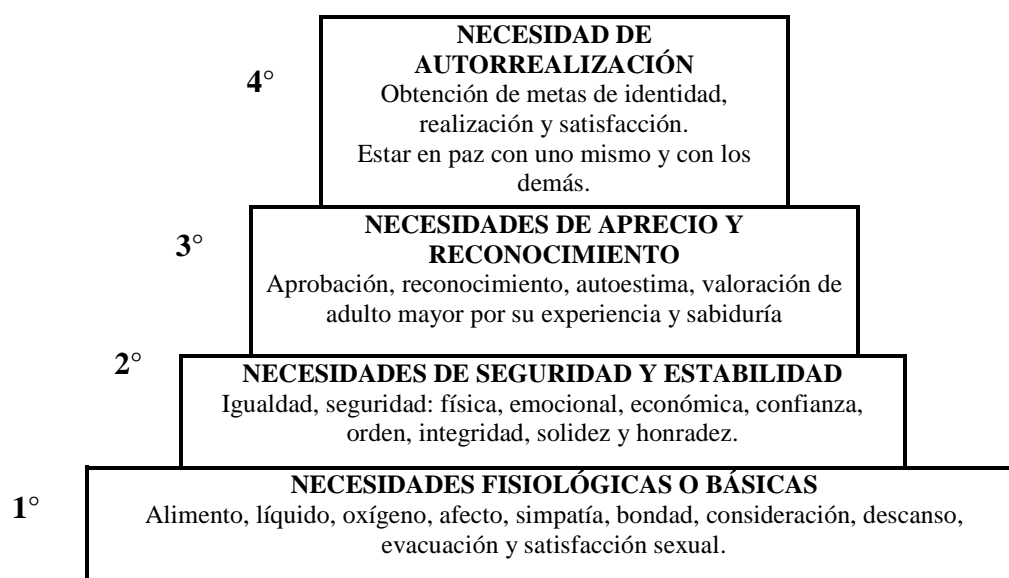 4°
NECESIDAD DE
AUTORREALIZACIÓN
Obtención de metas de identidad,
realización y satisfacción.
Estar en paz con uno mismo y con los
demás.
3°
NECESIDADES DE APRECIO Y
RECONOCIMIENTO
Aprobación, reconocimiento, autoestima, valoración de
adulto mayor por su experiencia y sabiduría
2°
NECESIDADES DE SEGURIDAD Y ESTABILIDAD
Igualdad, seguridad: física, emocional, económica, confianza,
orden, integridad, solidez y honradez.
1°
NECESIDADES FISIOLÓGICAS O BÁSICAS
Alimento, líquido, oxígeno, afecto, simpatía, bondad, consideración, descanso,
evacuación y satisfacción sexual.